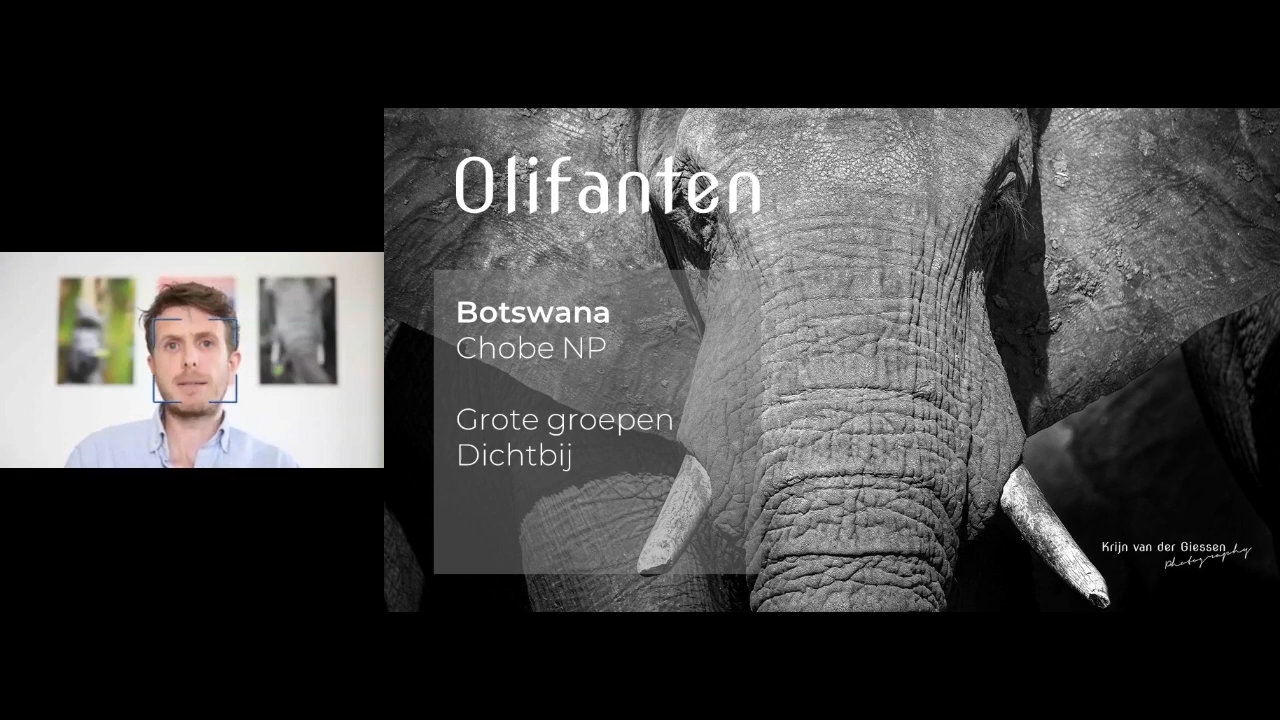 Olifanten
Botswana
Chobe NP
Grote groepen
Dichtbij
Krijn van der Giessen
Photography